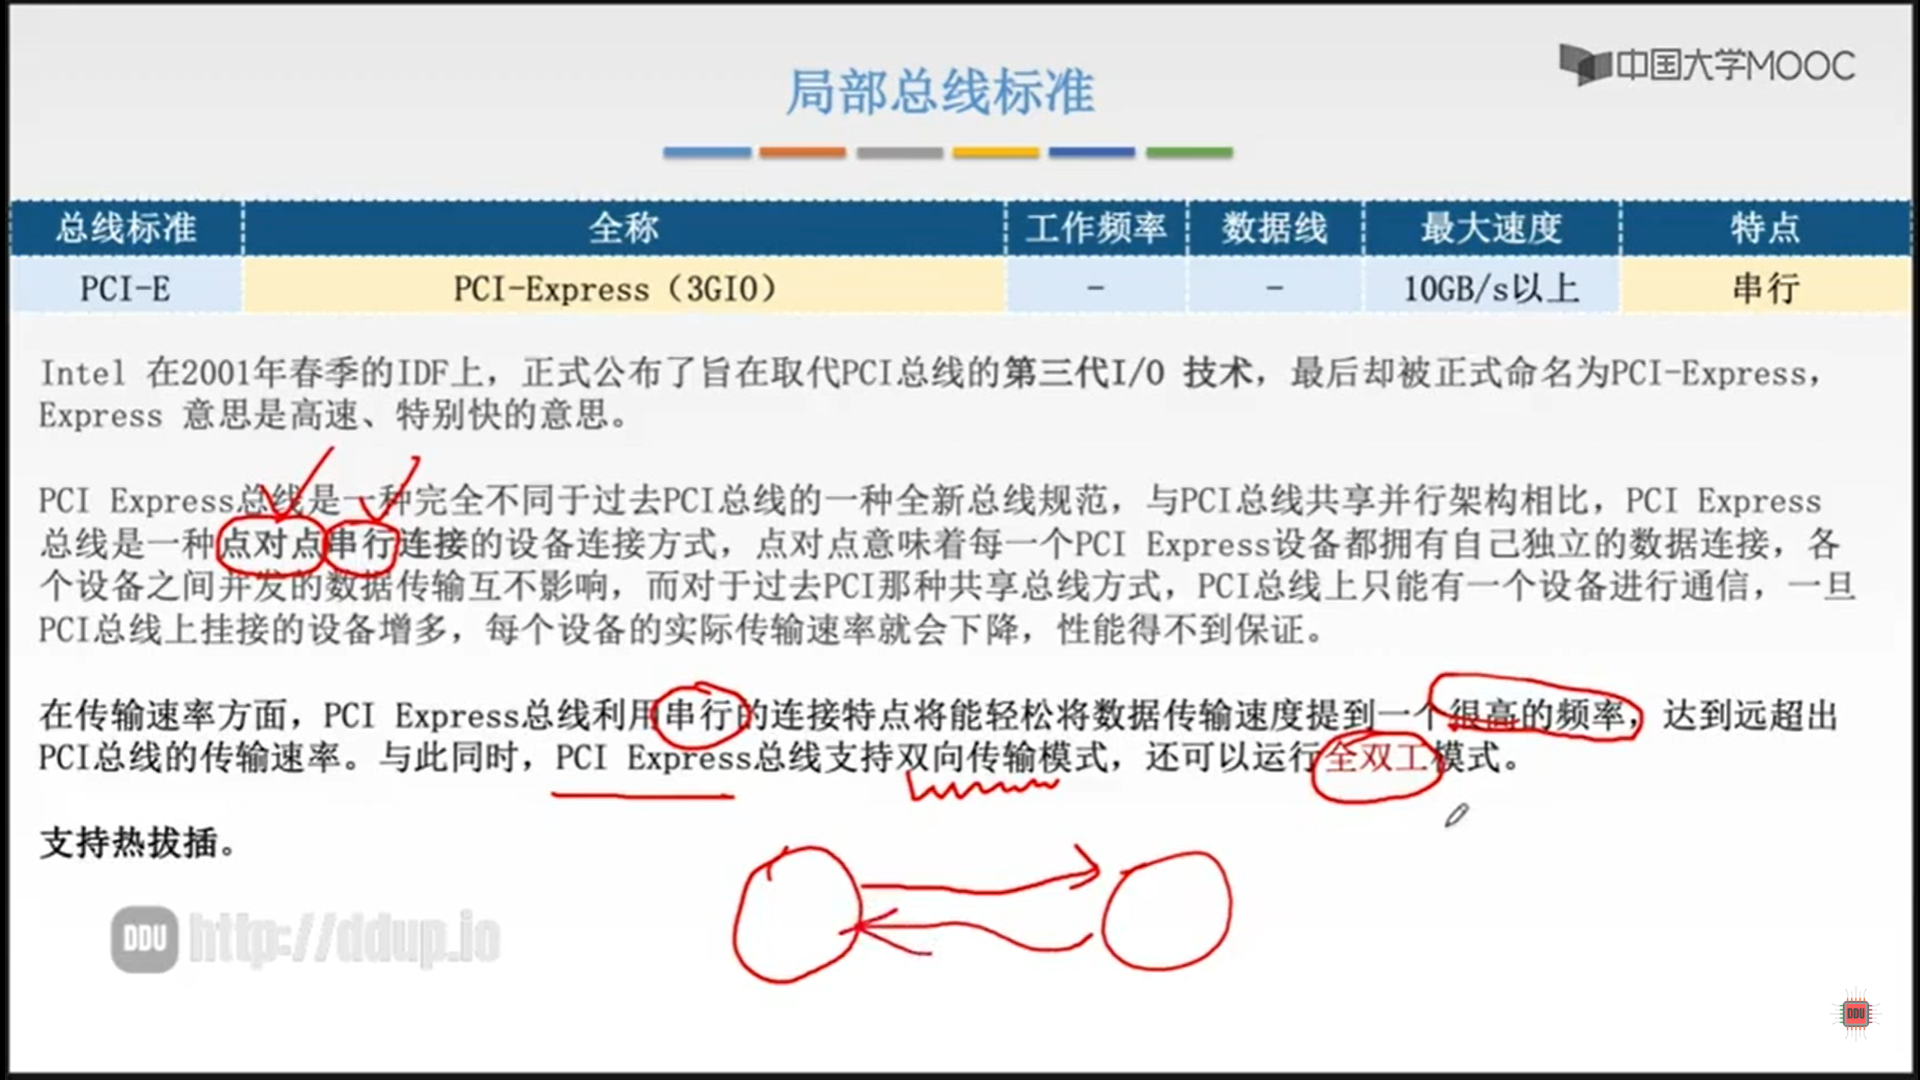 中国大学MOOC
局部总线标准
总线标准 全称 工作频率 数据线 最大速度 特点
PCI-E PCI-Express（3GIO） - - 10GB/s以上 串行
Intel 在2001年春季的IDF上，正式公布了旨在取代PCI总线的第三代I/O 技术，最后却被正式命名为PCI-Express，
Express 意思是高速、特别快的意思。
PCI Express总线是一种完全不同于过去PCI总线的一种全新总线规范，与PCI总线共享并行架构相比，PCI Express
总线是一种点对点串行连接的设备连接方式，点对点意味着每一个PCI Express设备都拥有自己独立的数据连接，各
个设备之间并发的数据传输互不影响，而对于过去PCI那种共享总线方式，PCI总线上只能有一个设备进行通信，一旦
PCI总线上挂接的设备增多，每个设备的实际传输速率就会下降，性能得不到保证。
在传输速率方面，PCI Express总线利用串行的连接特点将能轻松将数据传输速度提到一个很高的频率，达到远超出
PCI总线的传输速率。与此同时，PCI Express总线支持双向传输模式，还可以运行全双工模式。
支持热拔插。
DDU http://ddup.io
DDU